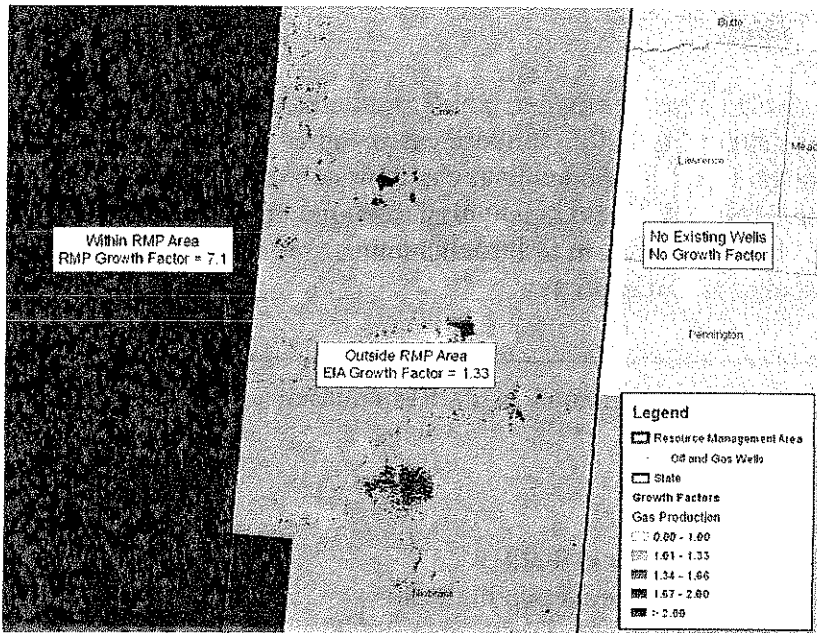 Butte
Crook
Lawrence
Mead
Within RMP Area
RMP Growth Factor = 7.1
No Existing Wells
No Growth Factor
Pennington
Outside RMP Area
EIA Growth Factor = 1.33
Legend
Resource Management Area
Oil and Gas Wells
State
Growth Factors
Gas Production
0.00 - 1.00
1.01 - 1.33
1.34 - 1.66
1.67 - 2.00
> 2.00
Niobrara